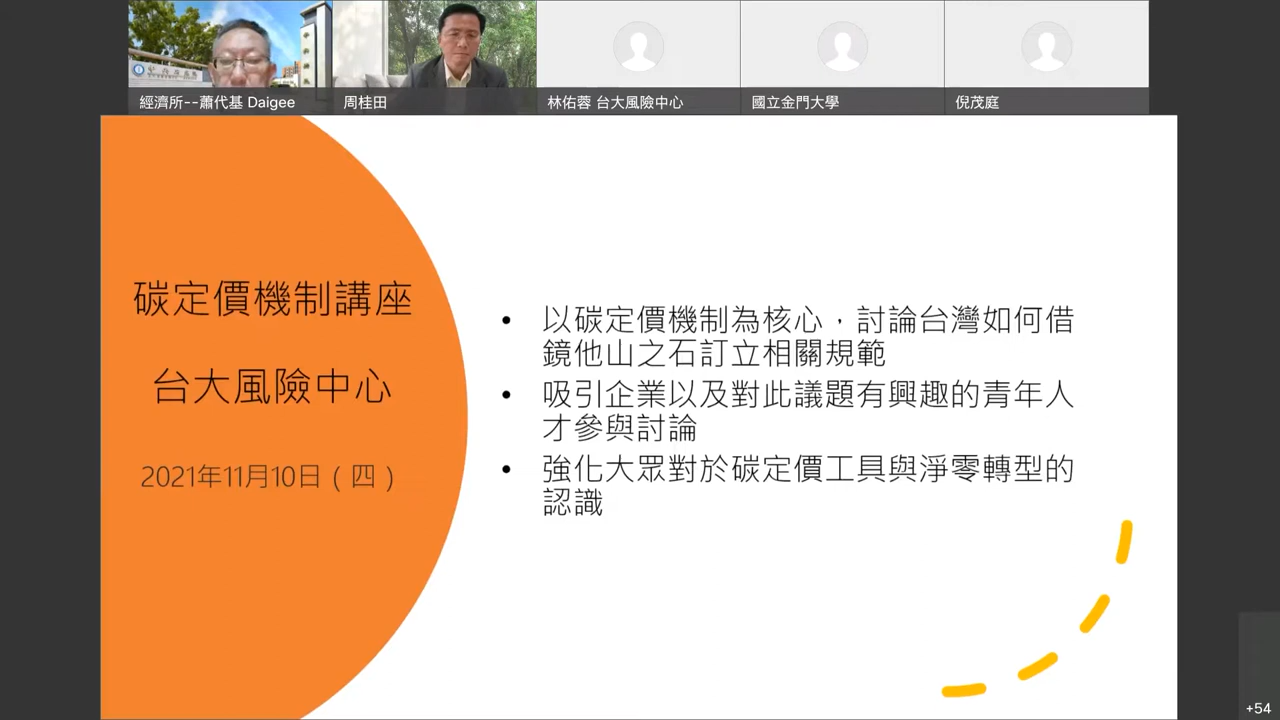 經濟所--蕭代基 Daigee
周桂田
林佑蓉 台大風險中心
國立金門大學
倪茂庭
碳定價機制講座
台大風險中心
2021年11月10日（四）
• 以碳定價機制為核心，討論台灣如何借
鏡他山之石訂立相關規範
• 吸引企業以及對此議題有興趣的青年人
才參與討論
• 強化大眾對於碳定價工具與淨零轉型的
認識
+54